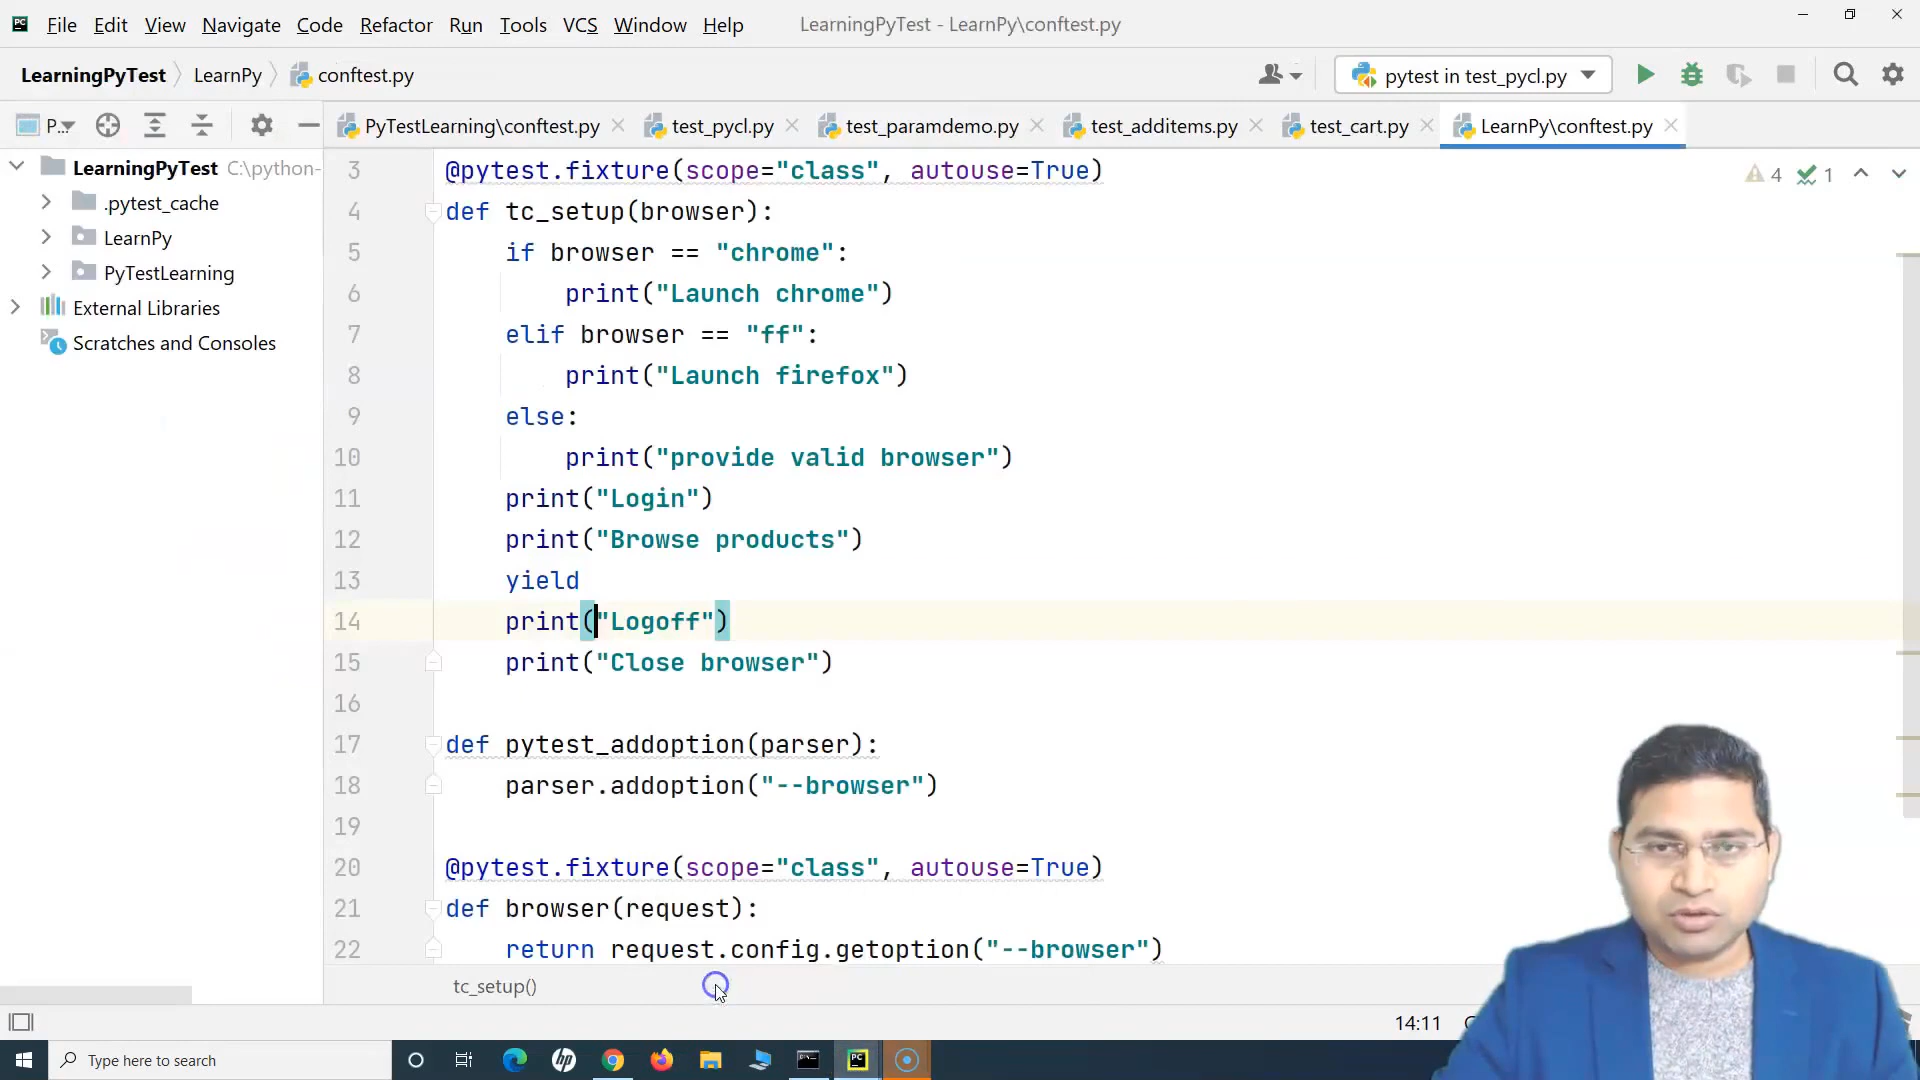 File Edit View Navigate Code Refactor Run Tools VCS Window Help LearningPyTest - LearnPy\conftest.py
LearningPyTest LearnPy conftest.py pytest in test_pycl.py
P... PyTestLearning\conftest.py test_pycl.py test_paramdemo.py test_additems.py test_cart.py LearnPy\conftest.py
LearningPyTest C:\python-
.pytest_cache
LearnPy
PyTestLearning
External Libraries
Scratches and Consoles
4 1
3 @pytest.fixture(scope="class", autouse=True)
4 def tc_setup(browser):
5 if browser == "chrome":
6 print("Launch chrome")
7 elif browser == "ff":
8 print("Launch firefox")
9 else:
10 print("provide valid browser")
11 print("Login")
12 print("Browse products")
13 yield
14 print("Logoff")
15 print("Close browser")
16
17 def pytest_addoption(parser):
18 parser.addoption("--browser")
19
20 @pytest.fixture(scope="class", autouse=True)
21 def browser(request):
22 return request.config.getoption("--browser")
tc_setup()
14:11
Type here to search